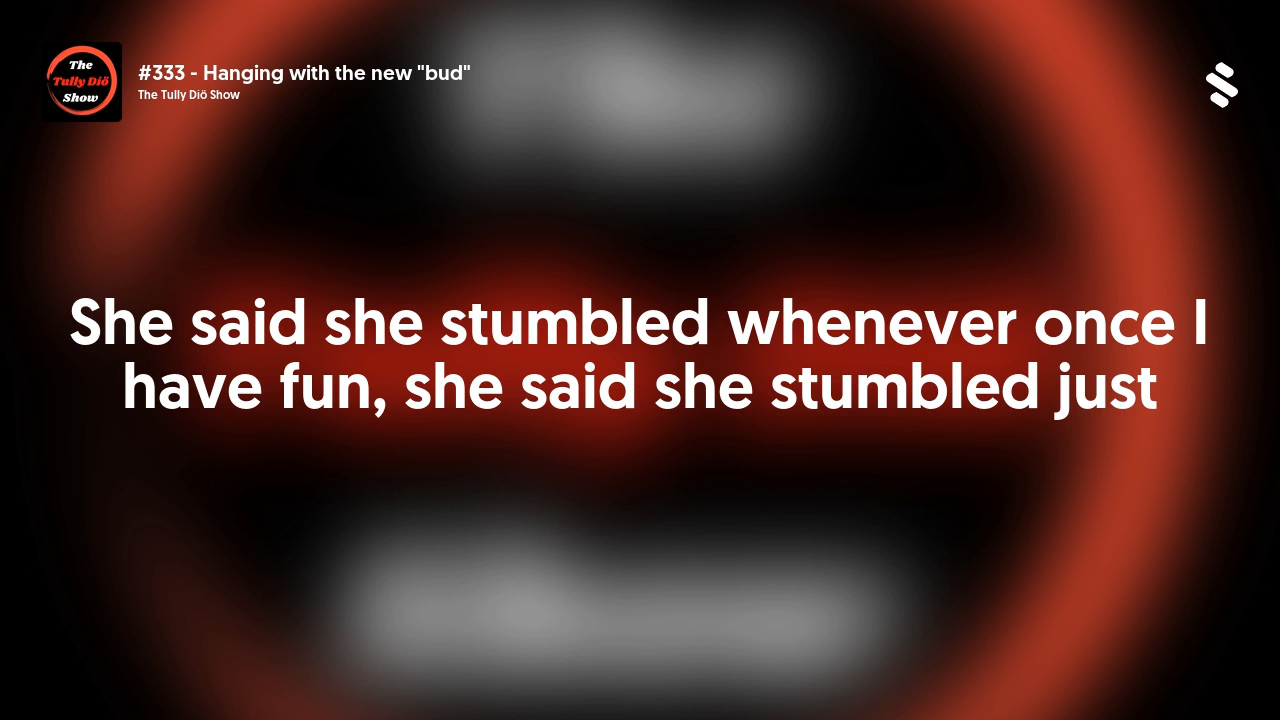 The
Tully Diö
Show
#333 - Hanging with the new "bud"
The Tully Diö Show
She said she stumbled whenever once I
have fun, she said she stumbled just